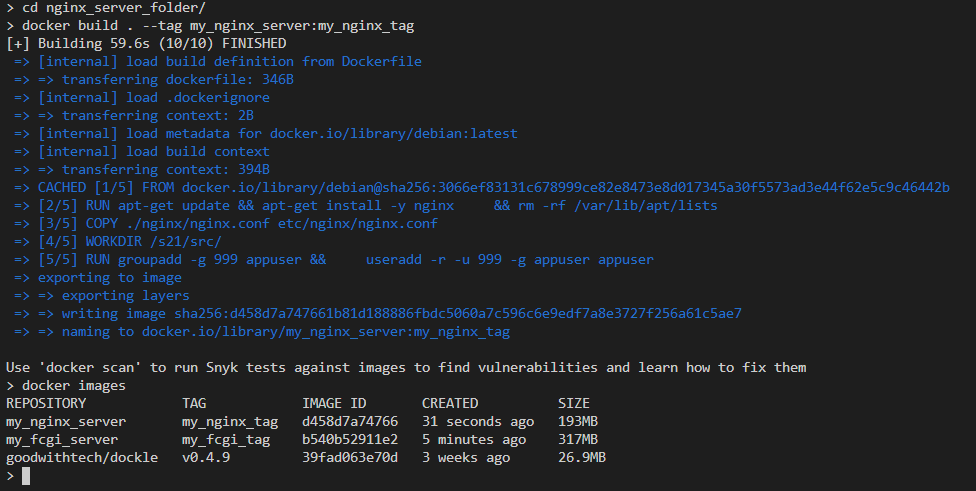 > cd nginx_server_folder/
> docker build . --tag my_nginx_server:my_nginx_tag
[+] Building 59.6s (10/10) FINISHED
=> [internal] load build definition from Dockerfile
=> => transferring dockerfile: 346B
=> [internal] load .dockerignore
=> => transferring context: 2B
=> [internal] load metadata for docker.io/library/debian:latest
=> [internal] load build context
=> => transferring context: 394B
=> CACHED [1/5] FROM docker.io/library/debian@sha256:3066ef83131c678999ce82e8473e8d017345a30f5573ad3e44f62e5c9c46442b
=> [2/5] RUN apt-get update && apt-get install -y nginx     && rm -rf /var/lib/apt/lists
=> [3/5] COPY ./nginx/nginx.conf etc/nginx/nginx.conf
=> [4/5] WORKDIR /s21/src/
=> [5/5] RUN groupadd -g 999 appuser &&     useradd -r -u 999 -g appuser appuser
=> exporting to image
=> => exporting layers
=> => writing image sha256:d458d7a747661b81d188886fbdc5060a7c596c6e9edf7a8e3727f256a61c5ae7
=> => naming to docker.io/library/my_nginx_server:my_nginx_tag
Use 'docker scan' to run Snyk tests against images to find vulnerabilities and learn how to fix them
> docker images
REPOSITORY            TAG            IMAGE ID       CREATED          SIZE
my_nginx_server       my_nginx_tag   d458d7a74766   31 seconds ago   193MB
my_fcgi_server        my_fcgi_tag    b540b52911e2   5 minutes ago    317MB
goodwithtech/dockle   v0.4.9         39fad063e70d   3 weeks ago      26.9MB
>